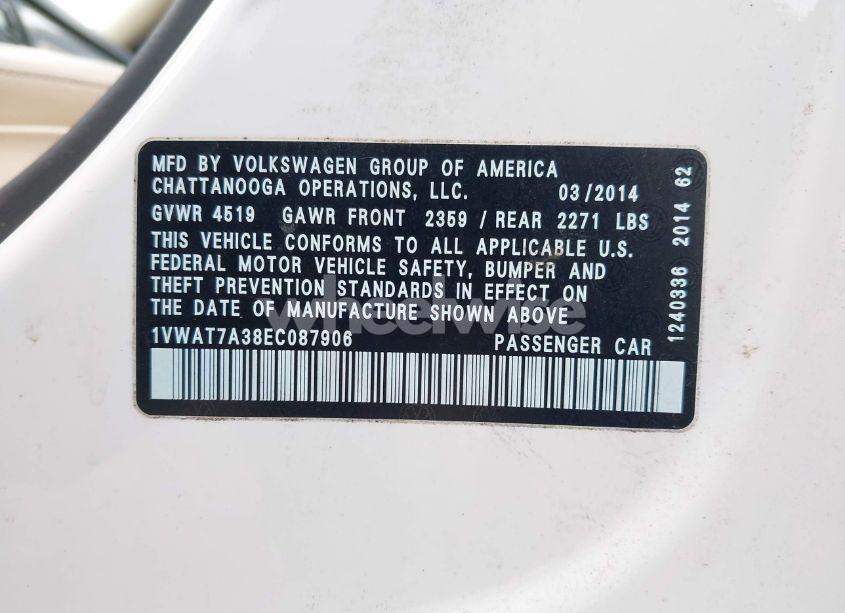 MFD BY VOLKSWAGEN GROUP OF AMERICA
CHATTANOOGA OPERATIONS, LLC. 03/2014
GVWR 4519 GAWR FRONT 2359 / REAR 2271 LBS
THIS VEHICLE CONFORMS TO ALL APPLICABLE U.S.
FEDERAL MOTOR VEHICLE SAFETY, BUMPER AND
THEFT PREVENTION STANDARDS IN EFFECT ON
THE DATE OF MANUFACTURE SHOWN ABOVE
1VWAT7A38EC087906 PASSENGER CAR
1240336 2014 62
wheelwise